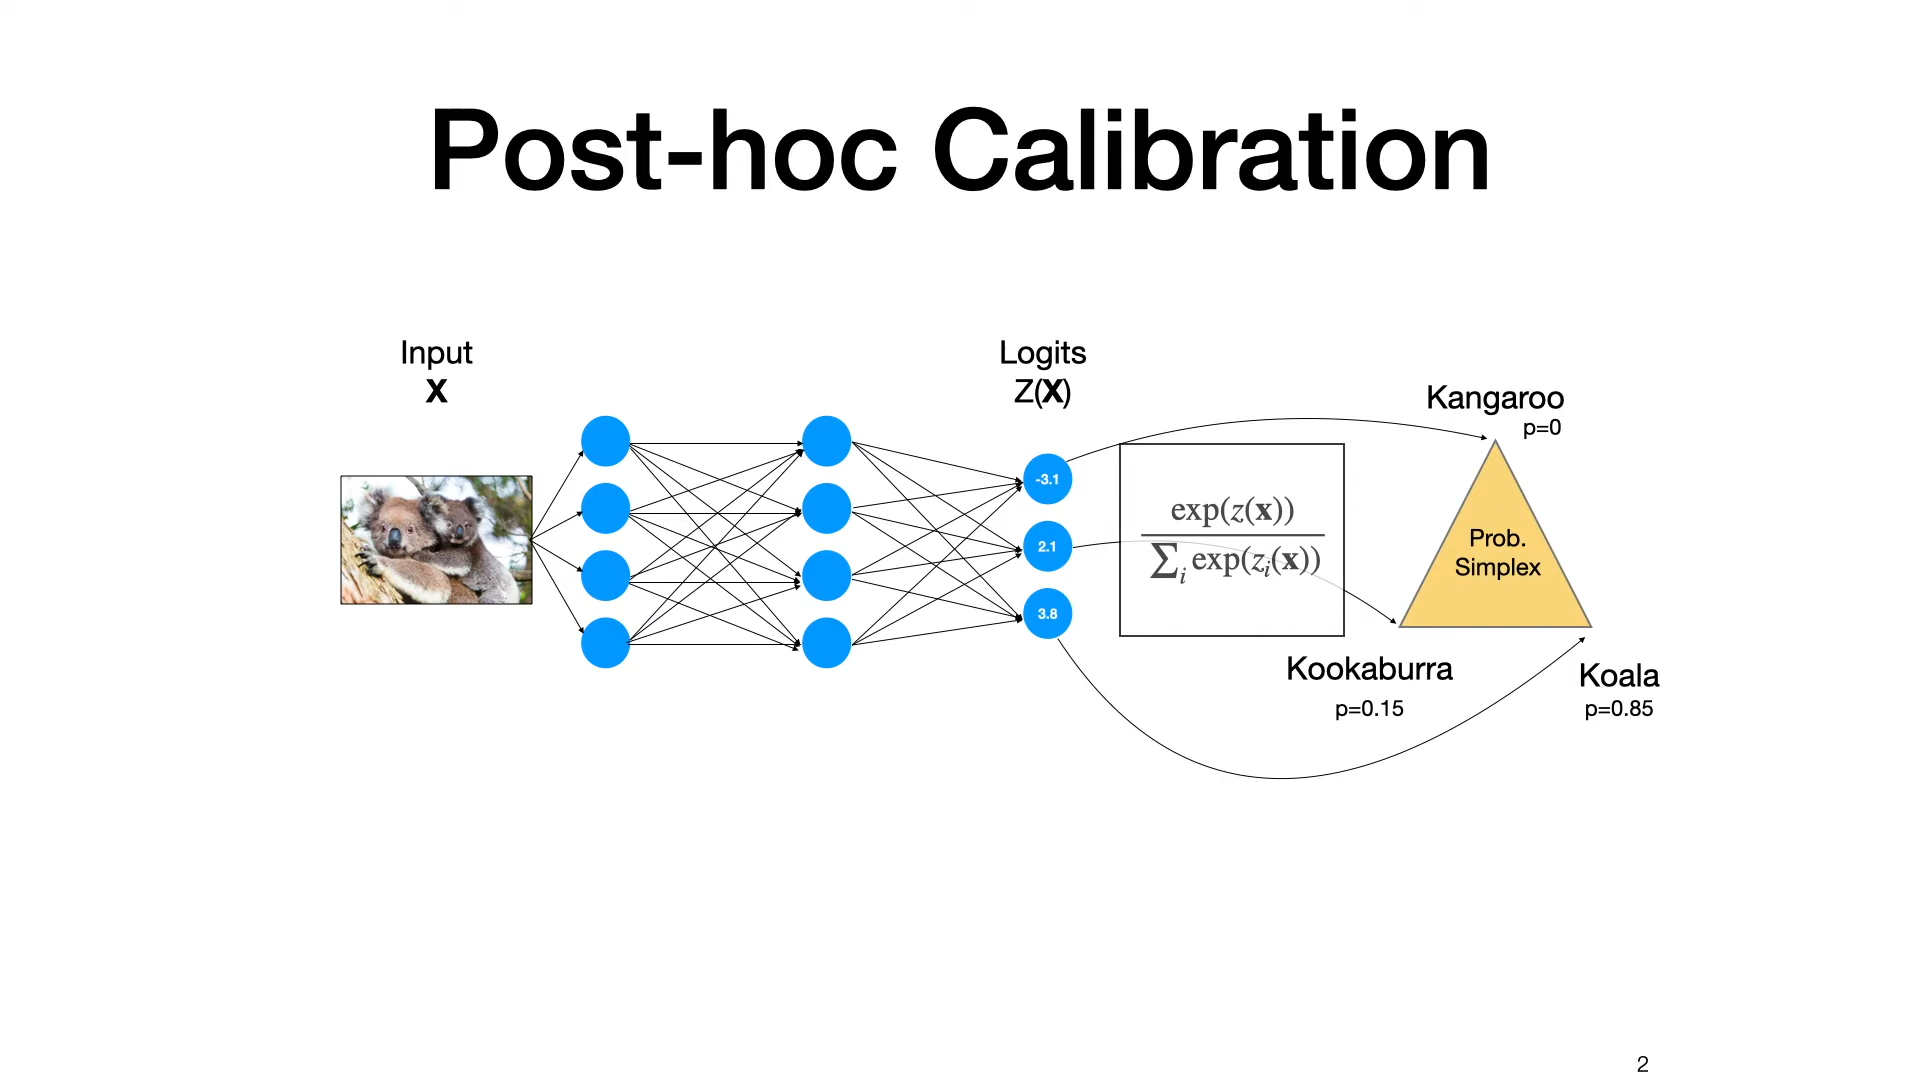 Post-hoc Calibration
Input
X
Logits
Z(X)
-3.1
2.1
3.8
exp(z(x))
∑i exp(zi(x))
Kangaroo
p=0
Prob.
Simplex
Kookaburra
p=0.15
Koala
p=0.85
2